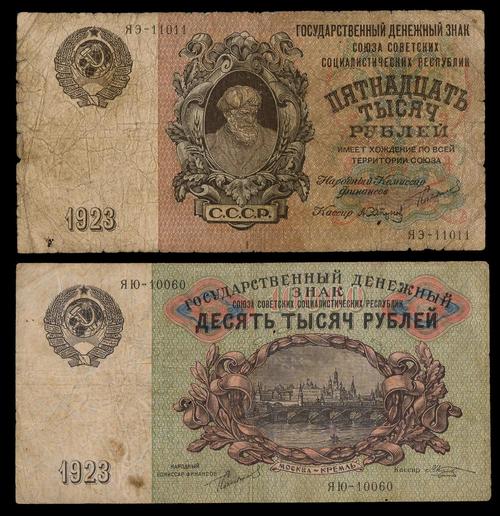 ЯЭ-11011
ГОСУДАРСТВЕННЫЙ ДЕНЕЖНЫЙ ЗНАК
СОЮЗА СОВЕТСКИХ
СОЦИАЛИСТИЧЕСКИХ РЕСПУБЛИК
ПЯТНАДЦАТЬ
ТЫСЯЧ
РУБЛЕЙ
ИМЕЕТ ХОЖДЕНИЕ ПО ВСЕЙ
ТЕРРИТОРИИ СОЮЗА
Народный Комиссар
финансов
Кассир
С.С.С.Р.
1923
ЯЭ-11011
ЯЮ-10060
ГОСУДАРСТВЕННЫЙ ДЕНЕЖНЫЙ
ЗНАК
СОЮЗА СОВЕТСКИХ СОЦИАЛИСТИЧЕСКИХ РЕСПУБЛИК
ДЕСЯТЬ ТЫСЯЧ РУБЛЕЙ
МОСКВА-КРЕМЛЬ
НАРОДНЫЙ
КОМИССАР ФИНАНСОВ
Кассир
1923
ЯЮ-10060